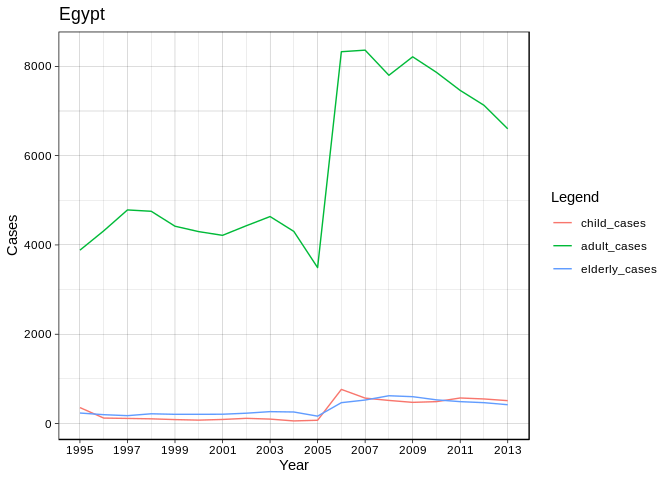 Egypt
8000
6000
4000
2000
0
Cases
1995 1997 1999 2001 2003 2005 2007 2009 2011 2013
Year
Legend
child_cases
adult_cases
elderly_cases